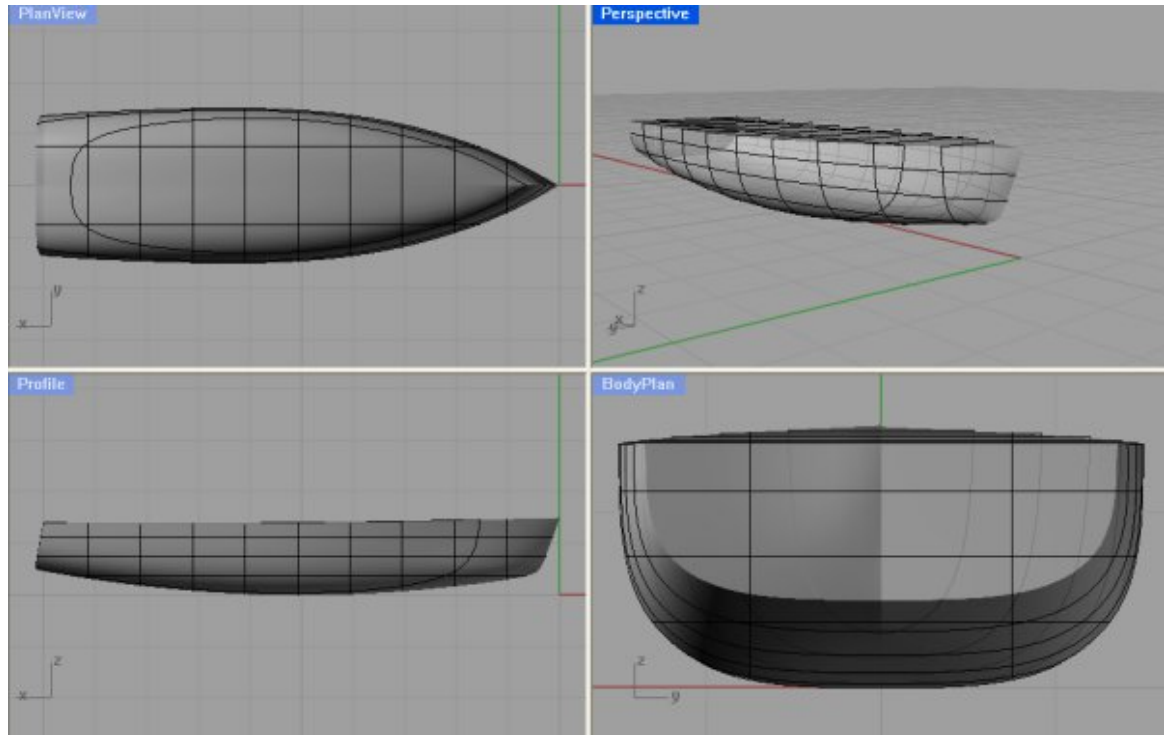 PlanView
Perspective
y
x
z
x
y
Profile
BodyPlan
z
x
z
y